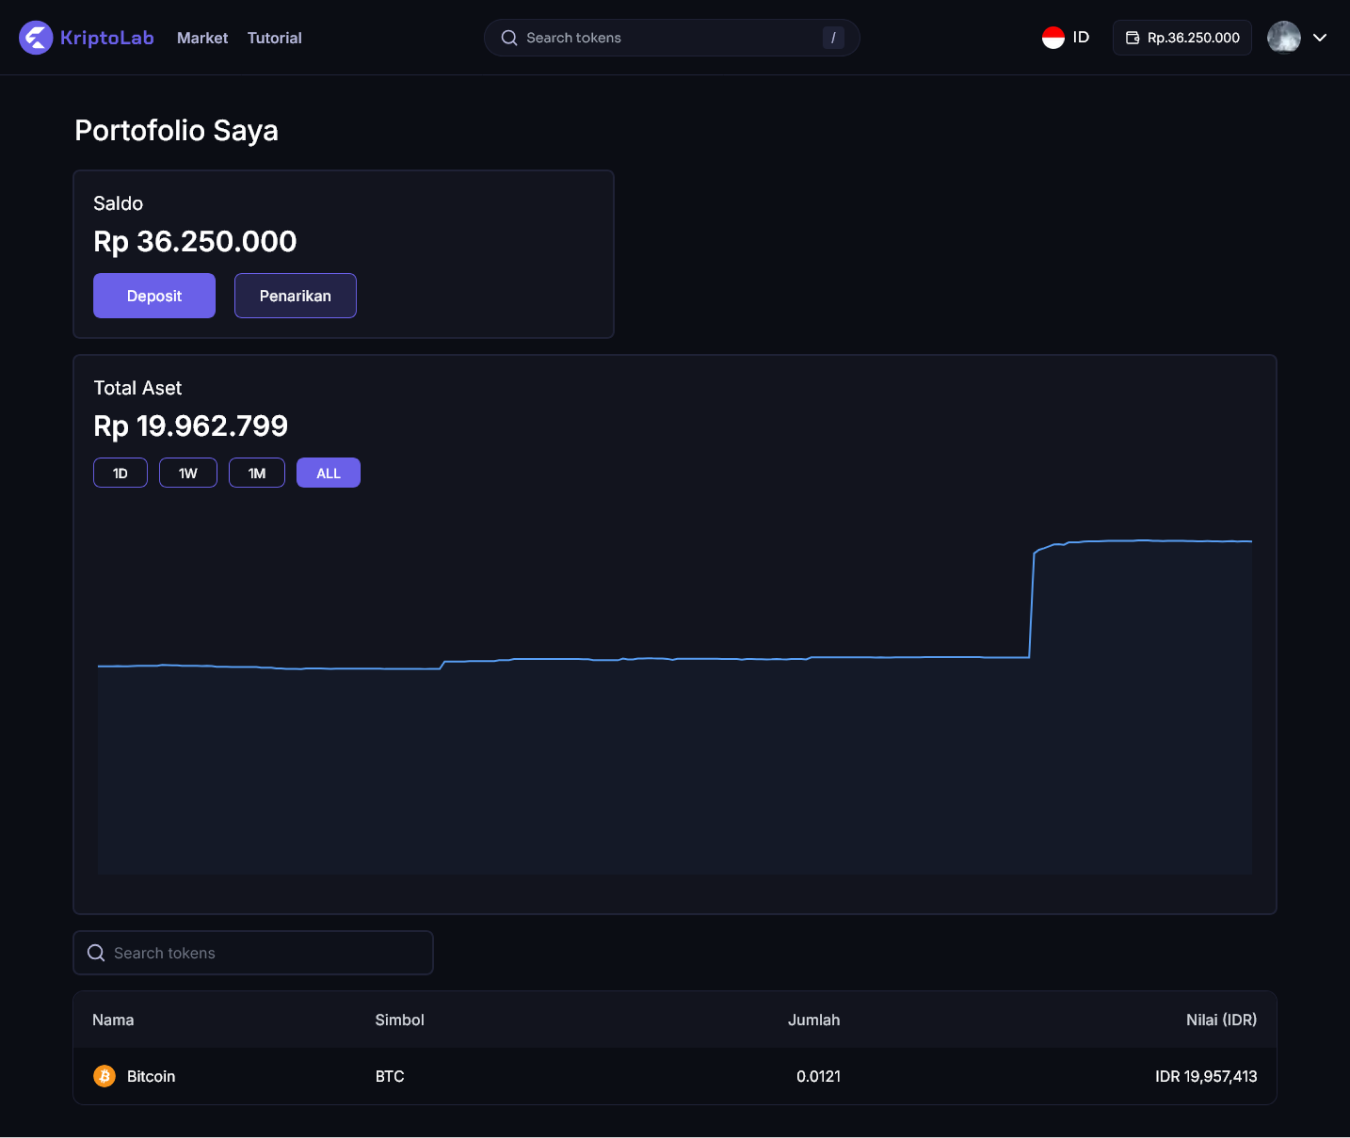 KriptoLab Market Tutorial Search tokens / ID Rp.36.250.000
Portofolio Saya
Saldo
Rp 36.250.000
Deposit Penarikan
Total Aset
Rp 19.962.799
1D 1W 1M ALL
Search tokens
Nama Simbol Jumlah Nilai (IDR)
Bitcoin BTC 0.0121 IDR 19,957,413